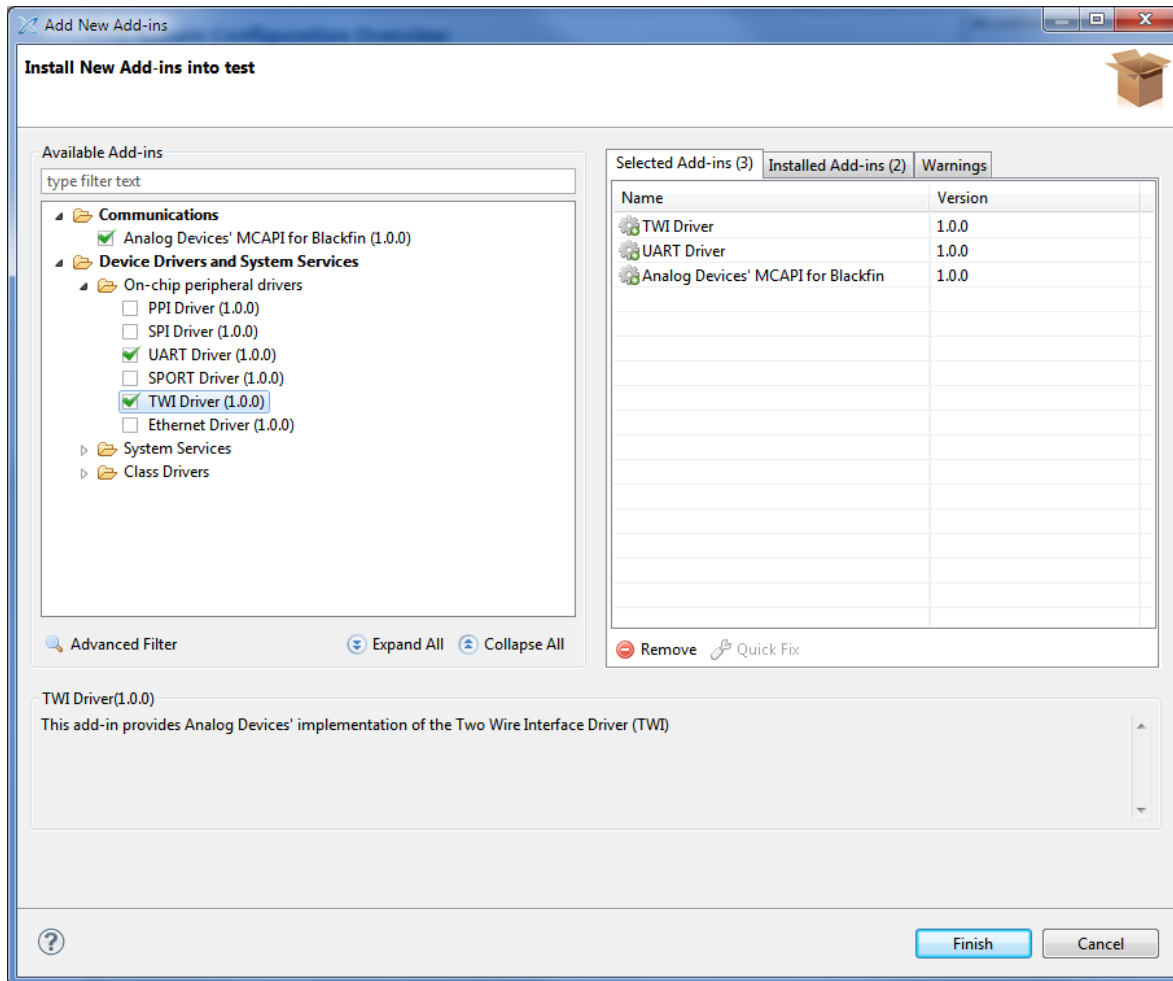 Add New Add-ins
System Configuration Overview
Install New Add-ins into test
Available Add-ins
type filter text
Communications
Analog Devices' MCAPI for Blackfin (1.0.0)
Device Drivers and System Services
On-chip peripheral drivers
PPI Driver (1.0.0)
SPI Driver (1.0.0)
UART Driver (1.0.0)
SPORT Driver (1.0.0)
TWI Driver (1.0.0)
Ethernet Driver (1.0.0)
System Services
Class Drivers
Advanced Filter Expand All Collapse All
Selected Add-ins (3) Installed Add-ins (2) Warnings
Name Version
TWI Driver 1.0.0
UART Driver 1.0.0
Analog Devices' MCAPI for Blackfin 1.0.0
Remove Quick Fix
TWI Driver(1.0.0)
This add-in provides Analog Devices' implementation of the Two Wire Interface Driver (TWI)
Finish Cancel